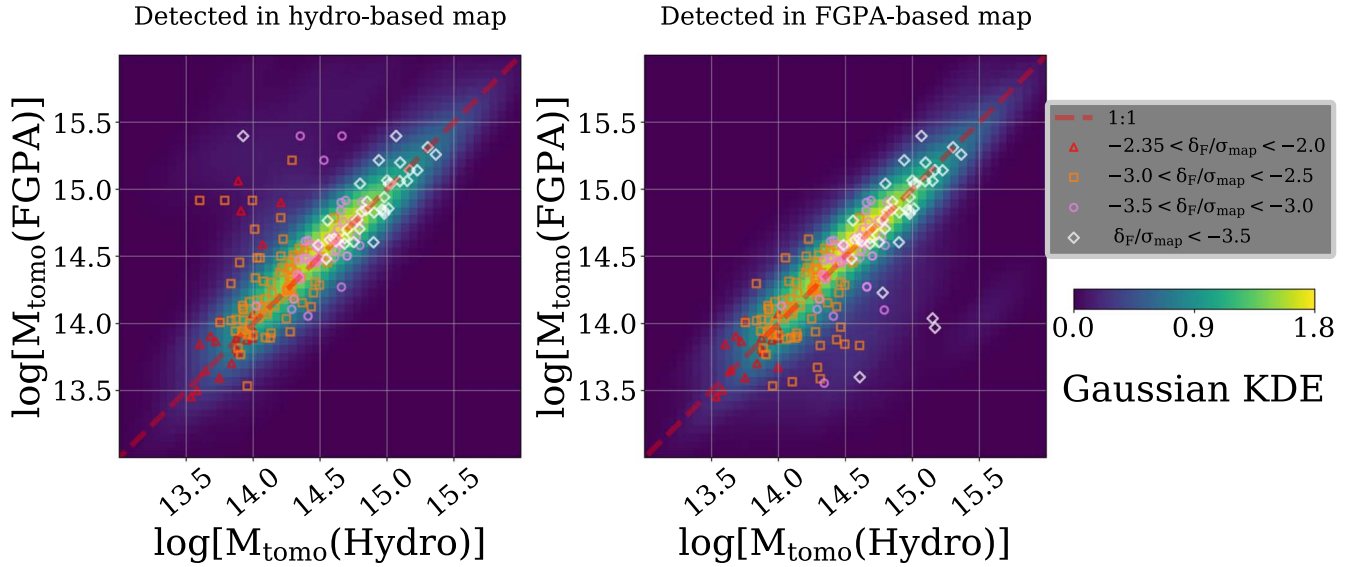 Detected in hydro-based map
Detected in FGPA-based map
log[M_tomo(FGPA)]
15.5
15.0
14.5
14.0
13.5
13.5
14.0
14.5
15.0
15.5
log[M_tomo(Hydro)]
log[M_tomo(FGPA)]
15.5
15.0
14.5
14.0
13.5
13.5
14.0
14.5
15.0
15.5
log[M_tomo(Hydro)]
1:1
−2.35 < δ_F/σ_map < −2.0
−3.0 < δ_F/σ_map < −2.5
−3.5 < δ_F/σ_map < −3.0
δ_F/σ_map < −3.5
0.0 0.9 1.8
Gaussian KDE